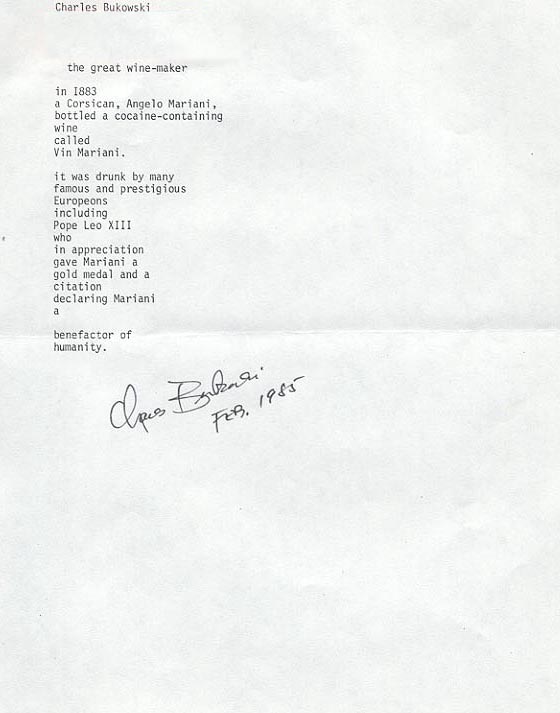 Charles Bukowski
the great wine-maker
in I883
a Corsican, Angelo Mariani,
bottled a cocaine-containing
wine
called
Vin Mariani.
it was drunk by many
famous and prestigious
Europeons
including
Pope Leo XIII
who
in appreciation
gave Mariani a
gold medal and a
citation
declaring Mariani
a
benefactor of
humanity.
Charles Bukowski
FEB. 1985